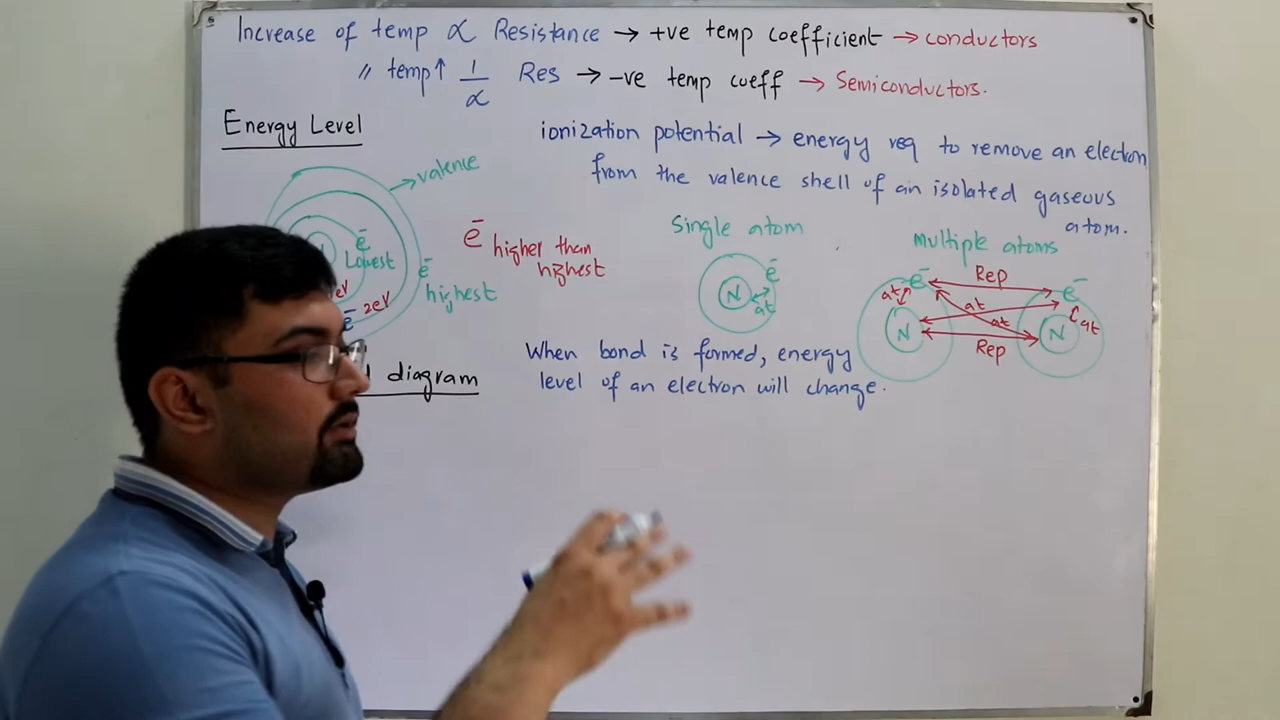 Increase of temp ∝ Resistance → +ve temp coefficient → conductors
〃 temp↑ 1/∝ Res → -ve temp coeff → Semiconductors.
Energy Level
ionization potential → energy req to remove an electron
from the valence shell of an isolated gaseous
atom.
→ valence
e⁻ Lowest
e⁻ highest
eV
e⁻ 2eV
e⁻ higher than
highest
Single atom
N e⁻
at
multiple atoms
e⁻ Rep e⁻
at at at at
N N
Rep
When bond is formed, energy
level of an electron will change.
diagram